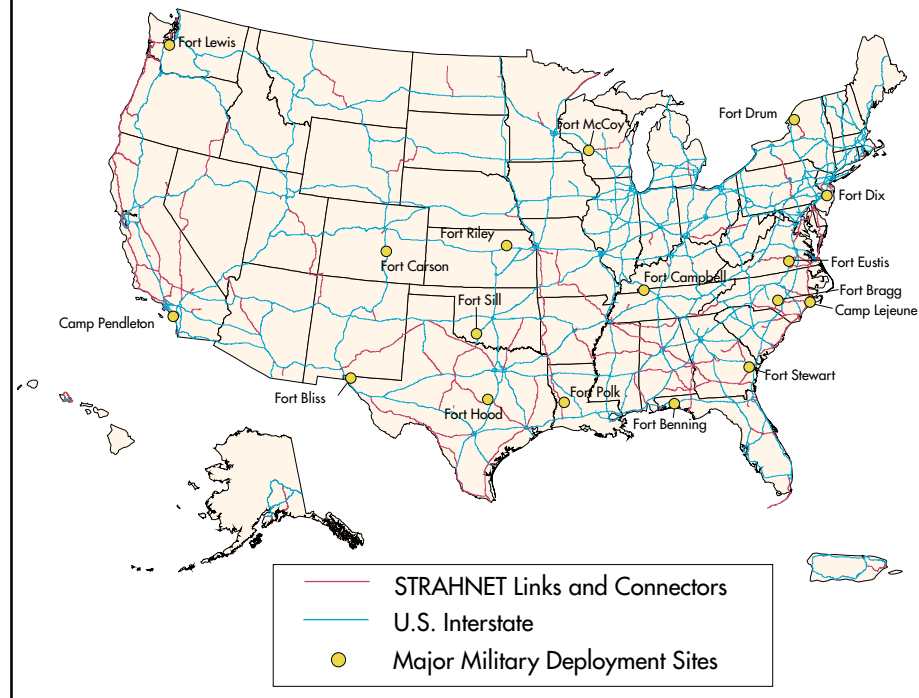 Fort Lewis
Fort McCoy
Fort Drum
Fort Dix
Fort Riley
Fort Carson
Fort Eustis
Fort Campbell
Fort Bragg
Fort Sill
Camp Lejeune
Camp Pendleton
Fort Stewart
Fort Bliss
Fort Polk
Fort Hood
Fort Benning
STRAHNET Links and Connectors
U.S. Interstate
Major Military Deployment Sites